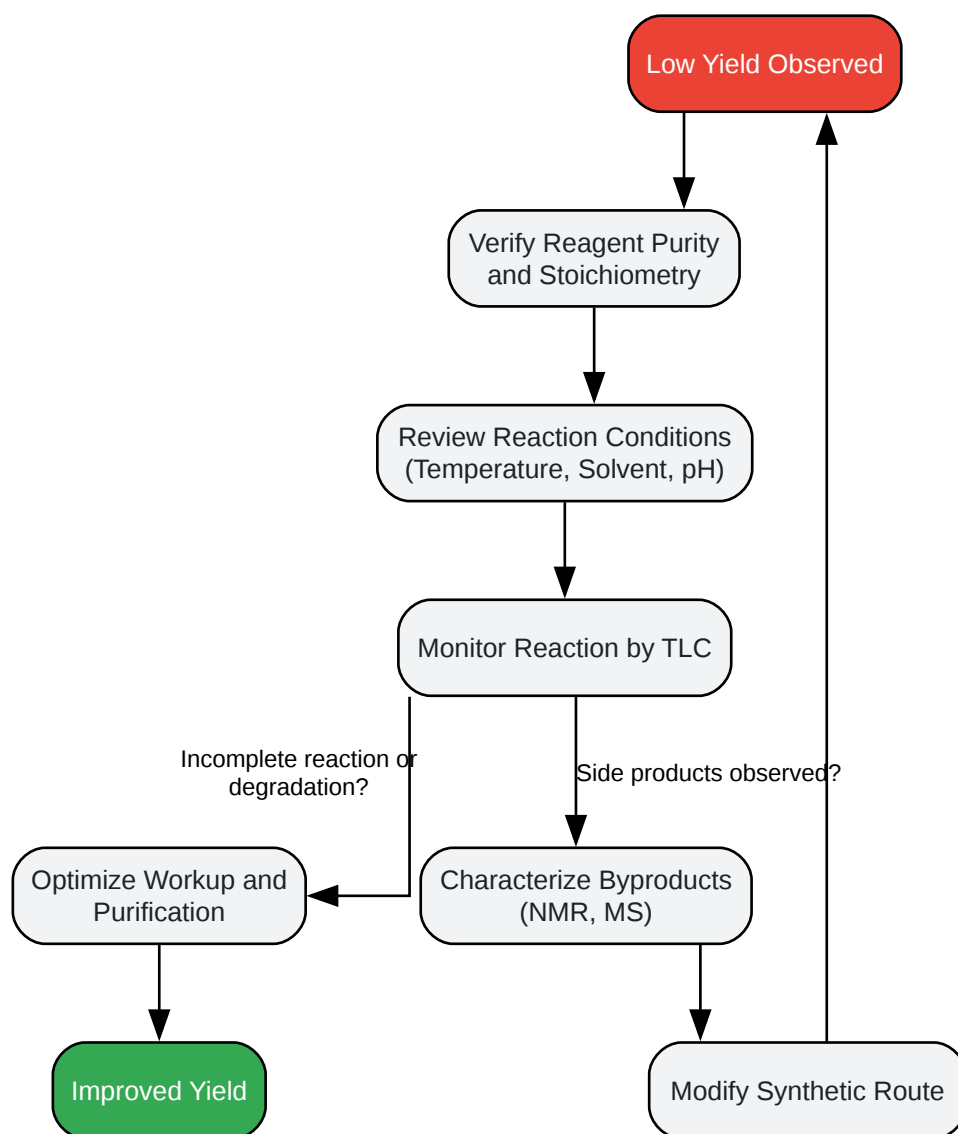 Low Yield Observed
Verify Reagent Purity
and Stoichiometry
Review Reaction Conditions
(Temperature, Solvent, pH)
Monitor Reaction by TLC
Incomplete reaction or
degradation?
Side products observed?
Optimize Workup and
Purification
Characterize Byproducts
(NMR, MS)
Improved Yield
Modify Synthetic Route